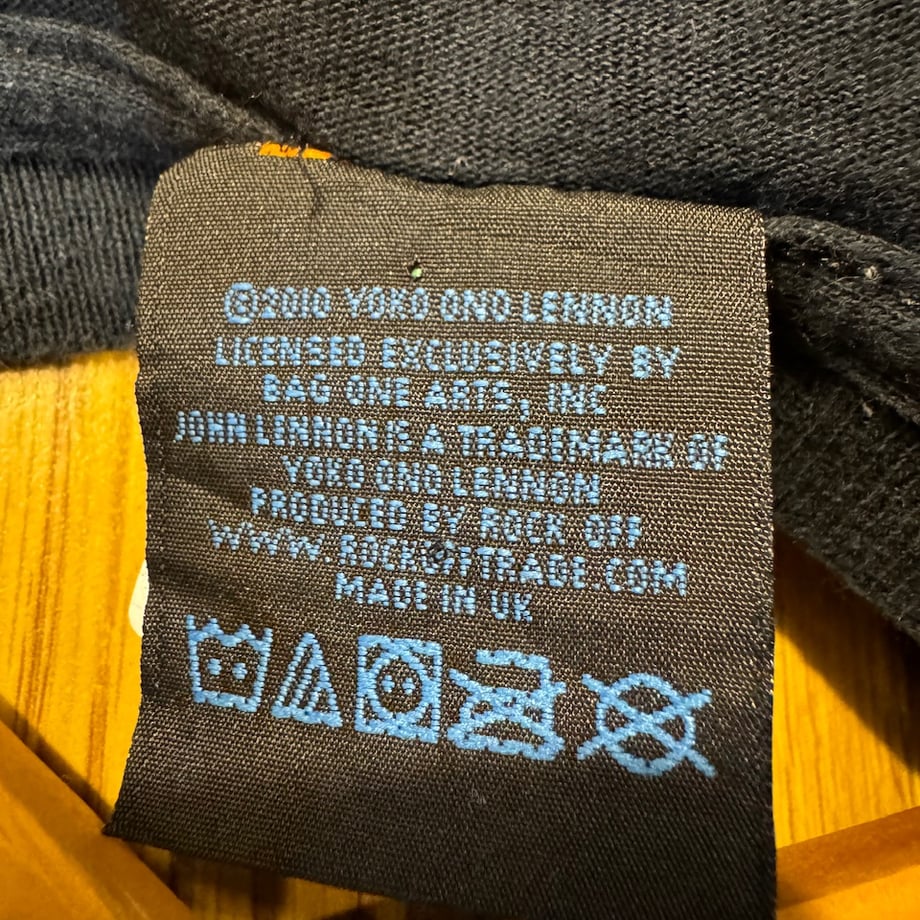 ©2010 YOKO ONO LENNON
LICENSED EXCLUSIVELY BY
BAG ONE ARTS, INC
JOHN LENNON IS A TRADEMARK OF
YOKO ONO LENNON
PRODUCED BY ROCK OFF
www.ROCKOFFTRADE.COM
MADE IN UK